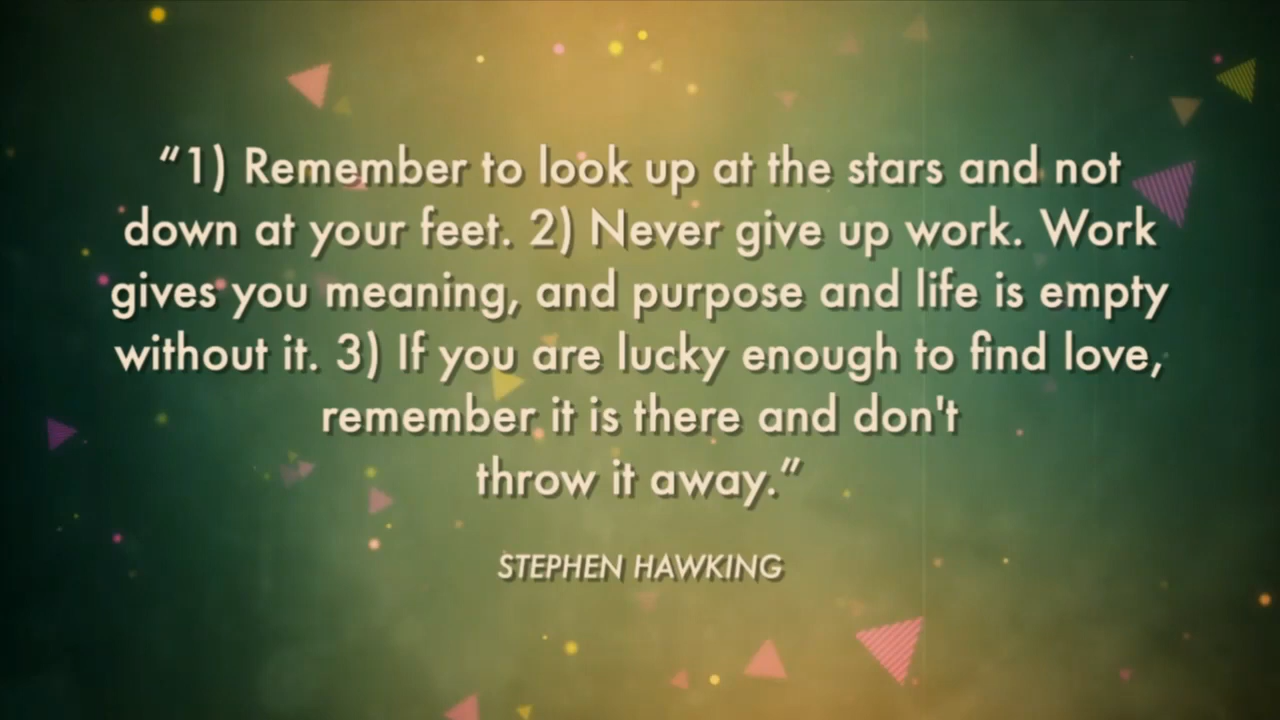 “1) Remember to look up at the stars and not
down at your feet. 2) Never give up work. Work
gives you meaning, and purpose and life is empty
without it. 3) If you are lucky enough to find love,
remember it is there and don't
throw it away.”
STEPHEN HAWKING